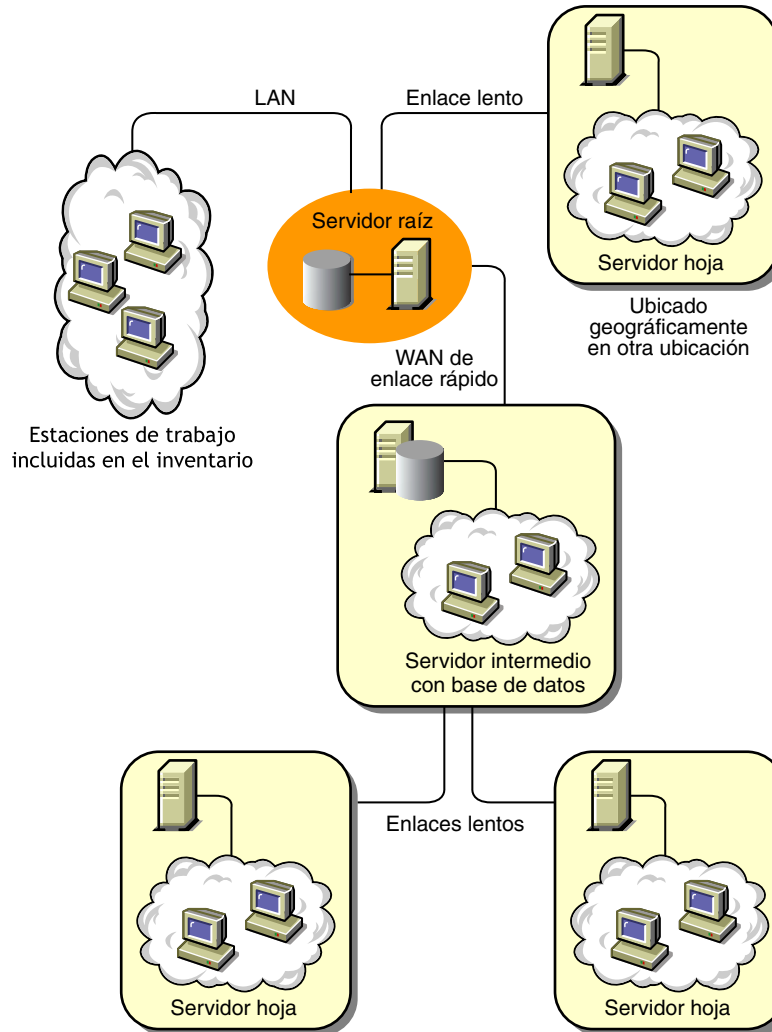 LAN
Enlace lento
Servidor raíz
Servidor hoja
Ubicado
geográficamente
en otra ubicación
WAN de
enlace rápido
Estaciones de trabajo
incluidas en el inventario
Servidor intermedio
con base de datos
Enlaces lentos
Servidor hoja
Servidor hoja